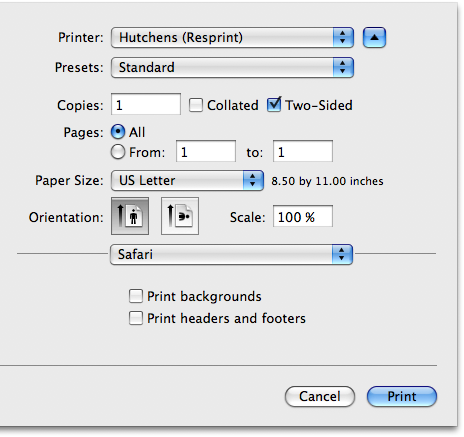 Printer: Hutchens (Resprint)
Presets: Standard
Copies: 1 Collated Two-Sided
Pages: All
From: 1 to: 1
Paper Size: US Letter 8.50 by 11.00 inches
Orientation: Scale: 100 %
Safari
Print backgrounds
Print headers and footers
Cancel Print